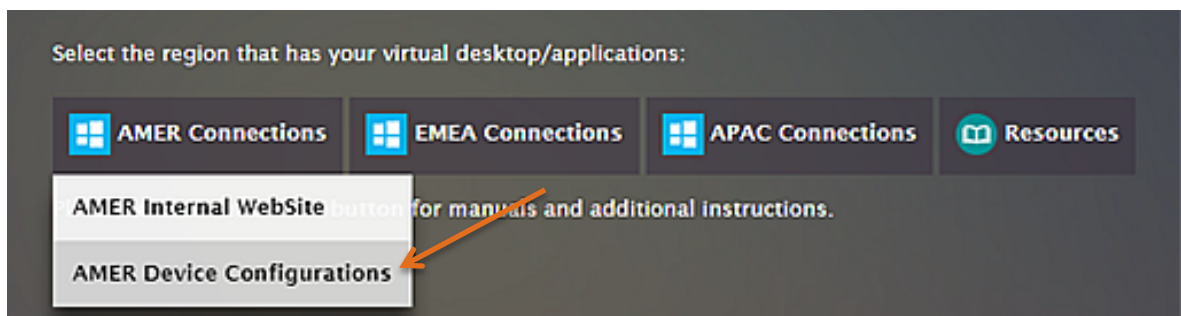 Select the region that has your virtual desktop/applications:
AMER Connections EMEA Connections APAC Connections Resources
AMER Internal WebSite
button for manuals and additional instructions.
AMER Device Configurations